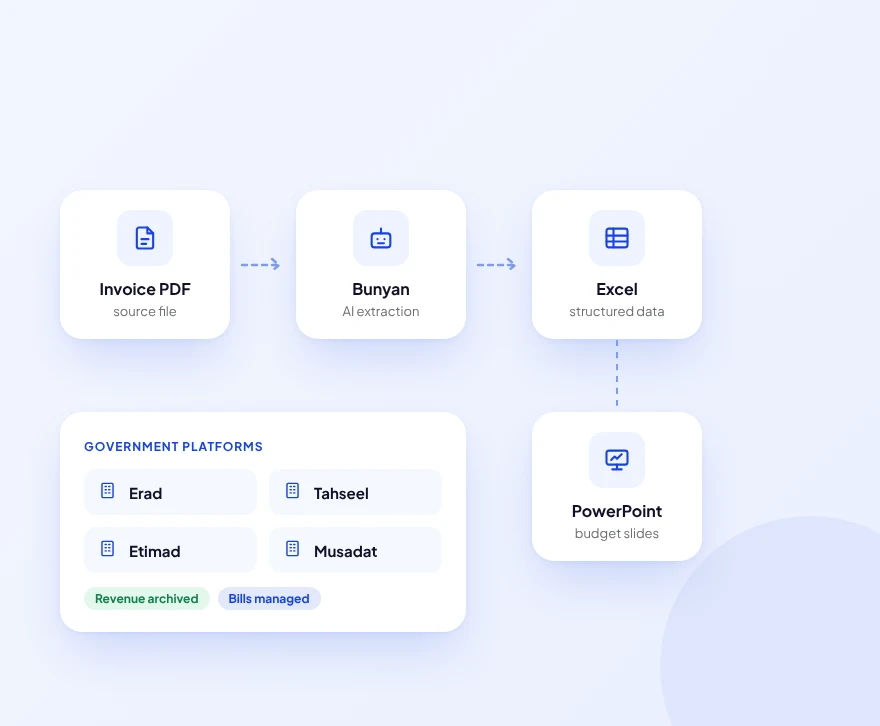 Invoice PDF
source file
Bunyan
AI extraction
Excel
structured data
GOVERNMENT PLATFORMS
Erad
Tahseel
Etimad
Musadat
Revenue archived
Bills managed
PowerPoint
budget slides